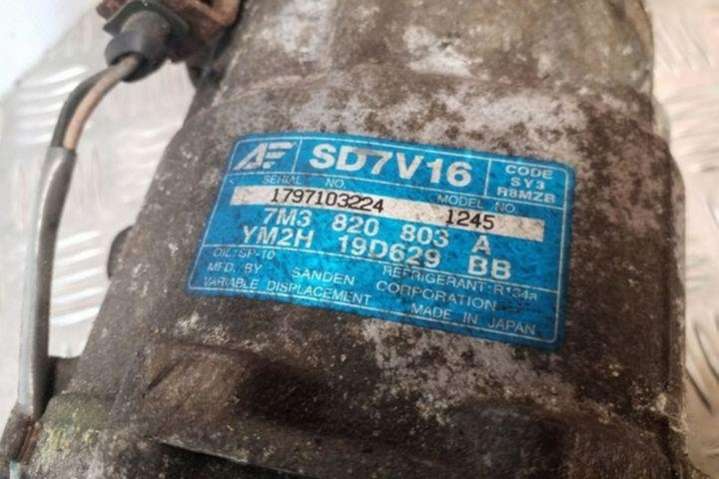 AF SD7V16 CODE
SY3
R8MZB
SERIAL NO. MODEL NO.
1797103224 1245
7M3 820 803 A
YM2H 19D629 BB
OIL:SP-10 REFRIGERANT:R134a
MFD. BY SANDEN CORPORATION
VARIABLE DISPLACEMENT MADE IN JAPAN